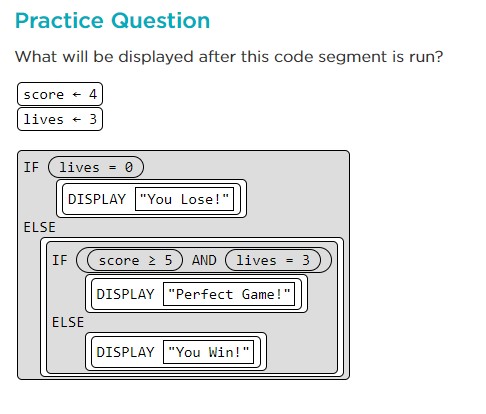 Practice Question
What will be displayed after this code segment is run?
score ← 4
lives ← 3
IF lives = 0
DISPLAY "You Lose!"
ELSE
IF score ≥ 5 AND lives = 3
DISPLAY "Perfect Game!"
ELSE
DISPLAY "You Win!"